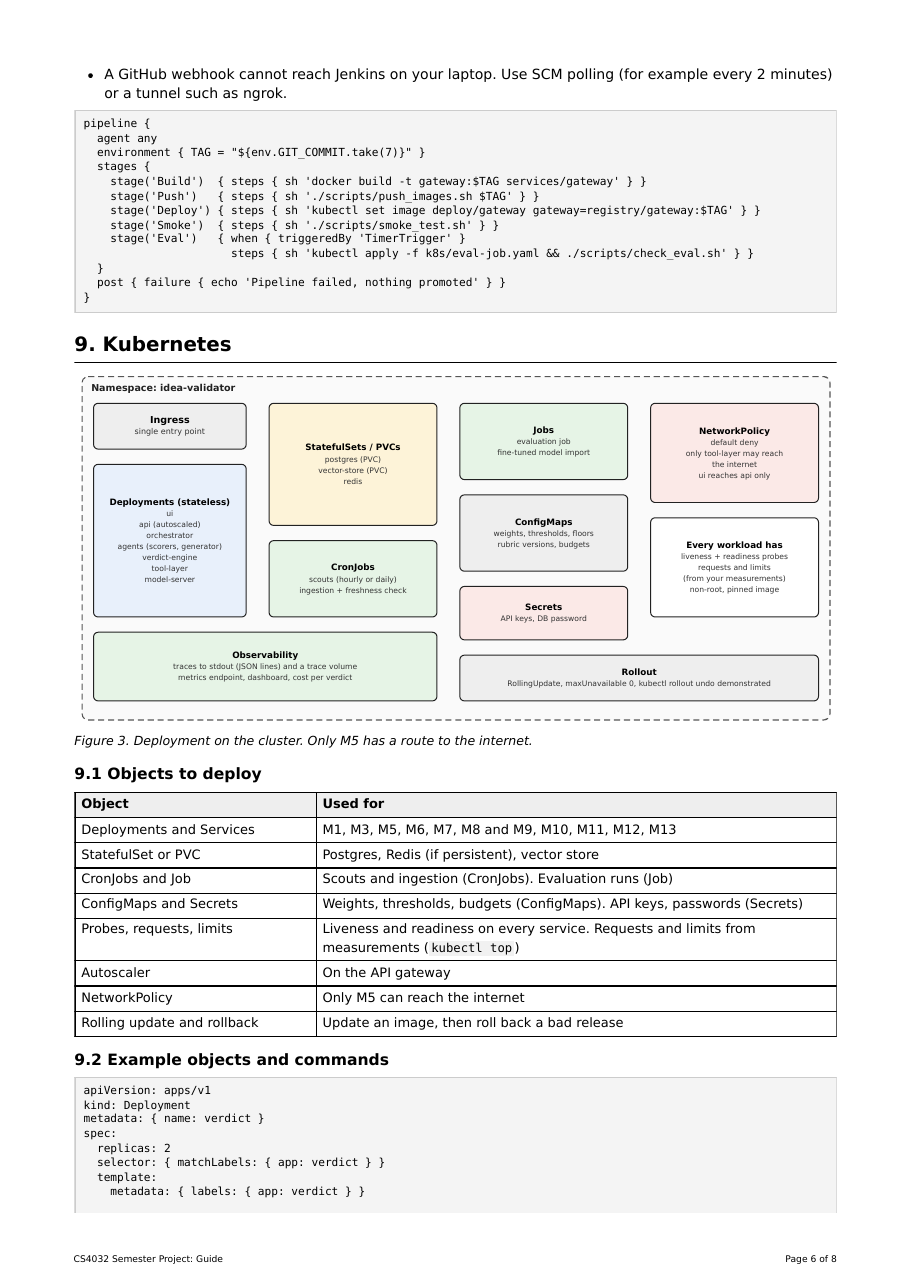 • A GitHub webhook cannot reach Jenkins on your laptop. Use SCM polling (for example every 2 minutes)
or a tunnel such as ngrok.
pipeline {
  agent any
  environment { TAG = "${env.GIT_COMMIT.take(7)}" }
  stages {
    stage('Build')  { steps { sh 'docker build -t gateway:$TAG services/gateway' } }
    stage('Push')   { steps { sh './scripts/push_images.sh $TAG' } }
    stage('Deploy') { steps { sh 'kubectl set image deploy/gateway gateway=registry/gateway:$TAG' } }
    stage('Smoke')  { steps { sh './scripts/smoke_test.sh' } }
    stage('Eval')   { when { triggeredBy 'TimerTrigger' }
                      steps { sh 'kubectl apply -f k8s/eval-job.yaml && ./scripts/check_eval.sh' } }
  }
  post { failure { echo 'Pipeline failed, nothing promoted' } }
}
9. Kubernetes
Namespace: idea-validator
Ingress
single entry point
Deployments (stateless)
ui
api (autoscaled)
orchestrator
agents (scorers, generator)
verdict-engine
tool-layer
model-server
StatefulSets / PVCs
postgres (PVC)
vector-store (PVC)
redis
CronJobs
scouts (hourly or daily)
ingestion + freshness check
Jobs
evaluation job
fine-tuned model import
ConfigMaps
weights, thresholds, floors
rubric versions, budgets
Secrets
API keys, DB password
NetworkPolicy
default deny
only tool-layer may reach
the internet
ui reaches api only
Every workload has
liveness + readiness probes
requests and limits
(from your measurements)
non-root, pinned image
Observability
traces to stdout (JSON lines) and a trace volume
metrics endpoint, dashboard, cost per verdict
Rollout
RollingUpdate, maxUnavailable 0, kubectl rollout undo demonstrated
Figure 3. Deployment on the cluster. Only M5 has a route to the internet.
9.1 Objects to deploy
Object Used for
Deployments and Services M1, M3, M5, M6, M7, M8 and M9, M10, M11, M12, M13
StatefulSet or PVC Postgres, Redis (if persistent), vector store
CronJobs and Job Scouts and ingestion (CronJobs). Evaluation runs (Job)
ConfigMaps and Secrets Weights, thresholds, budgets (ConfigMaps). API keys, passwords (Secrets)
Probes, requests, limits Liveness and readiness on every service. Requests and limits from
measurements (kubectl top)
Autoscaler On the API gateway
NetworkPolicy Only M5 can reach the internet
Rolling update and rollback Update an image, then roll back a bad release
9.2 Example objects and commands
apiVersion: apps/v1
kind: Deployment
metadata: { name: verdict }
spec:
  replicas: 2
  selector: { matchLabels: { app: verdict } }
  template:
    metadata: { labels: { app: verdict } }
CS4032 Semester Project: Guide Page 6 of 8